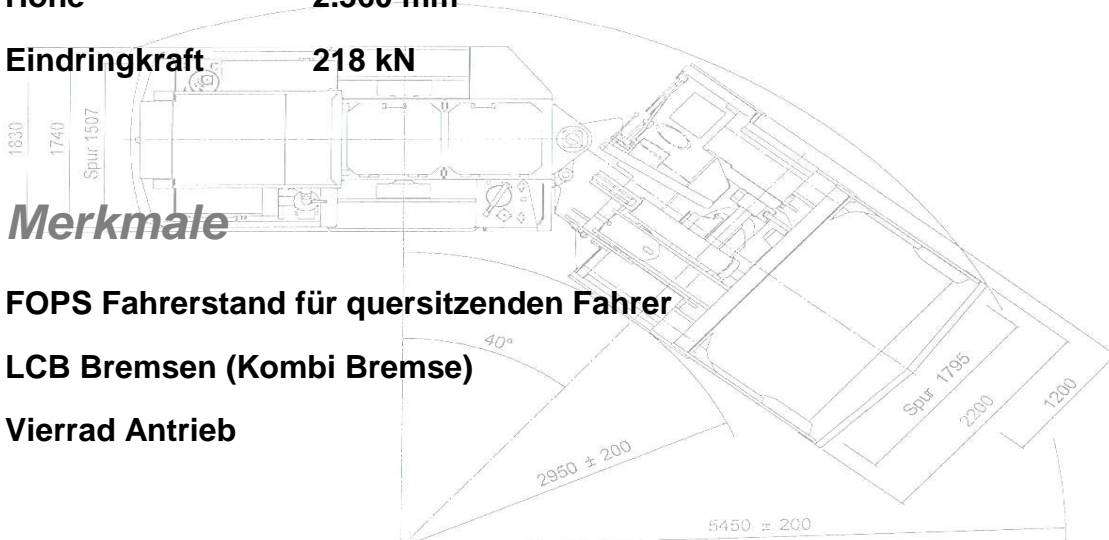 Höhe 2.360 mm
Eindringkraft 218 kN
1830
1740
Spur 1507
Merkmale
FOPS Fahrerstand für quersitzenden Fahrer
40°
LCB Bremsen (Kombi Bremse)
Spur 1795
2200
1200
Vierrad Antrieb
2950 ± 200
5450 ± 200